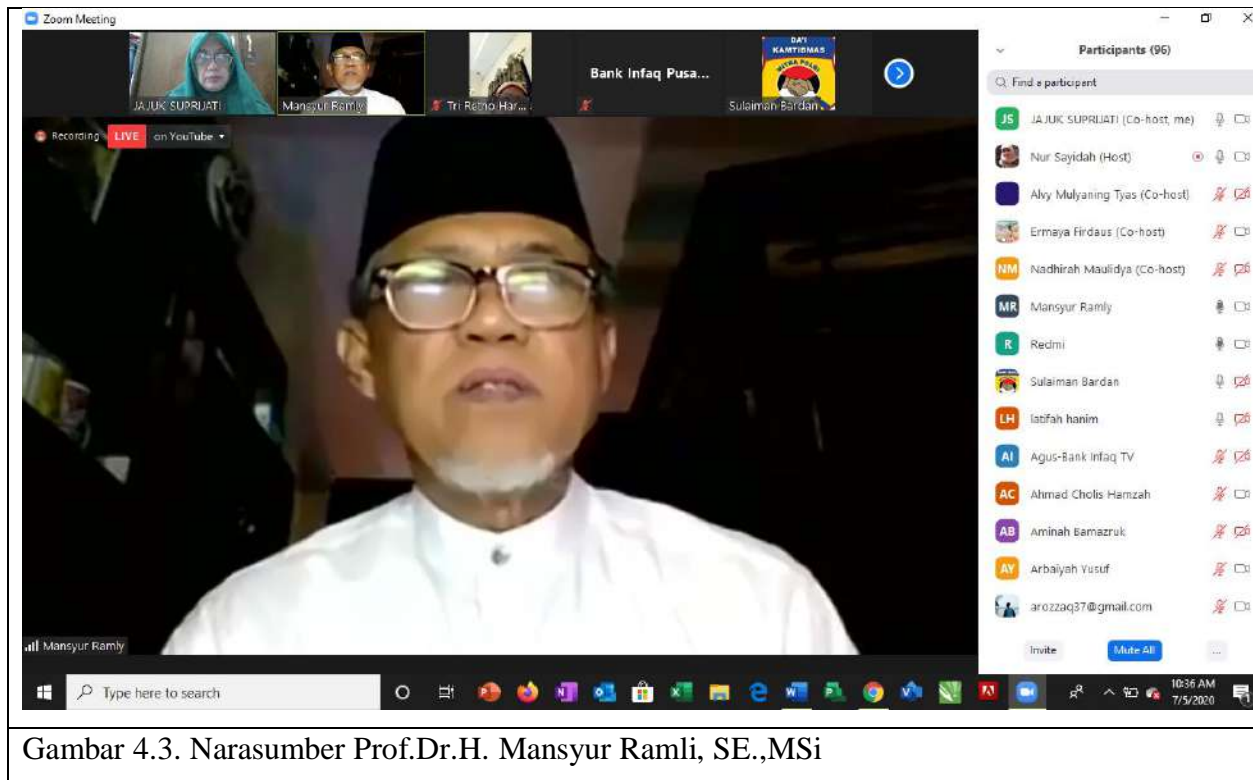 Zoom Meeting
JAJUK SUPRIJATI
Mansyur Ramly
Tri Retno Har...
Bank Infaq Pusa...
DA'I
KAMTIBMAS
MITRA POLRI
Sulaiman Bardan
Recording LIVE on YouTube
Mansyur Ramly
Participants (96)
Find a participant
JS JAJUK SUPRIJATI (Co-host, me)
Nur Sayidah (Host)
Alvy Mulyaning Tyas (Co-host)
Ermaya Firdaus (Co-host)
NM Nadhirah Maulidya (Co-host)
MR Mansyur Ramly
R Redmi
Sulaiman Bardan
LH latifah hanim
AI Agus-Bank Infaq TV
AC Ahmad Cholis Hamzah
AB Aminah Bamazruk
AY Arbaiyah Yusuf
arozzaq37@gmail.com
Invite Mute All ...
Type here to search
10:36 AM
7/5/2020
Gambar 4.3. Narasumber Prof.Dr.H. Mansyur Ramli, SE.,MSi